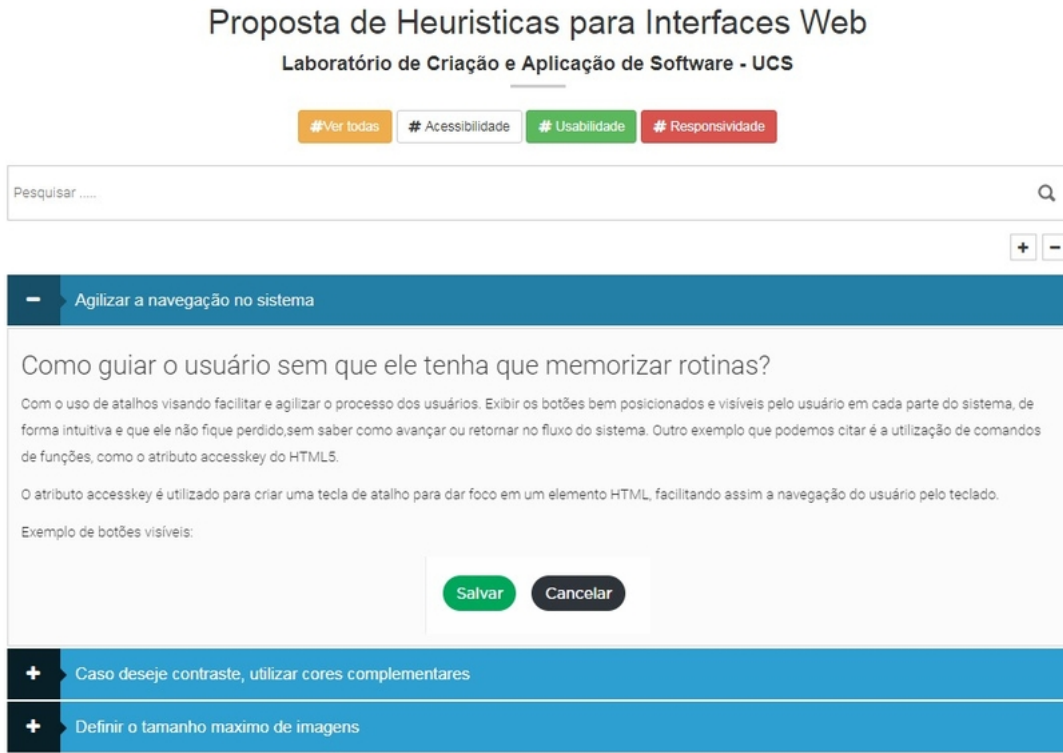 Proposta de Heuristicas para Interfaces Web
Laboratório de Criação e Aplicação de Software - UCS
#Ver todas # Acessibilidade # Usabilidade # Responsividade
Pesquisar .....
+ −
− Agilizar a navegação no sistema
Como guiar o usuário sem que ele tenha que memorizar rotinas?
Com o uso de atalhos visando facilitar e agilizar o processo dos usuários. Exibir os botões bem posicionados e visíveis pelo usuário em cada parte do sistema, de
forma intuitiva e que ele não fique perdido,sem saber como avançar ou retornar no fluxo do sistema. Outro exemplo que podemos citar é a utilização de comandos
de funções, como o atributo accesskey do HTML5.
O atributo accesskey é utilizado para criar uma tecla de atalho para dar foco em um elemento HTML, facilitando assim a navegação do usuário pelo teclado.
Exemplo de botões visíveis:
Salvar Cancelar
+ Caso deseje contraste, utilizar cores complementares
+ Definir o tamanho maximo de imagens